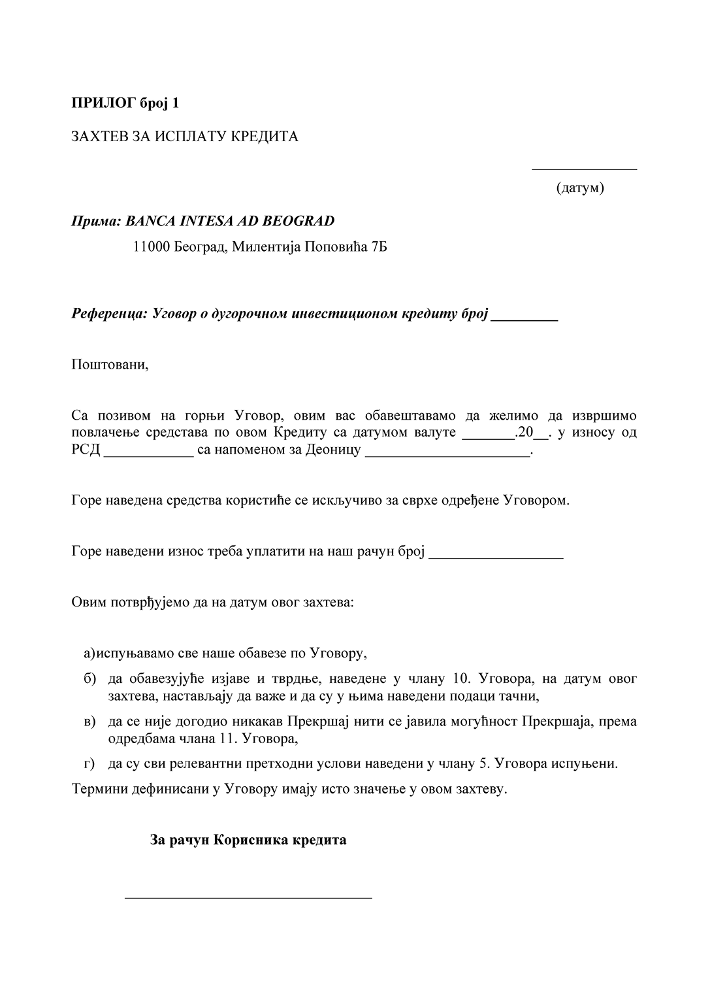 ПРИЛОГ број 1
ЗАХТЕВ ЗА ИСПЛАТУ КРЕДИТА
______________
(датум)
Прима: BANCA INTESA AD BEOGRAD
11000 Београд, Милентија Поповића 7Б
Референца: Уговор о дугорочном инвестиционом кредиту број _________
Поштовани,
Са позивом на горњи Уговор, овим вас обавештавамо да желимо да извршимо
повлачење средстава по овом Кредиту са датумом валуте _______.20__. у износу од
РСД ____________ са напоменом за Деоницу ______________________.
Горе наведена средства користиће се искључиво за сврхе одређене Уговором.
Горе наведени износ треба уплатити на наш рачун број __________________
Овим потврђујемо да на датум овог захтева:
а)испуњавамо све наше обавезе по Уговору,
б) да обавезујуће изјаве и тврдње, наведене у члану 10. Уговора, на датум овог
захтева, настављају да важе и да су у њима наведени подаци тачни,
в) да се није догодио никакав Прекршај нити се јавила могућност Прекршаја, према
одредбама члана 11. Уговора,
г) да су сви релевантни претходни услови наведени у члану 5. Уговора испуњени.
Термини дефинисани у Уговору имају исто значење у овом захтеву.
За рачун Корисника кредита
_________________________________